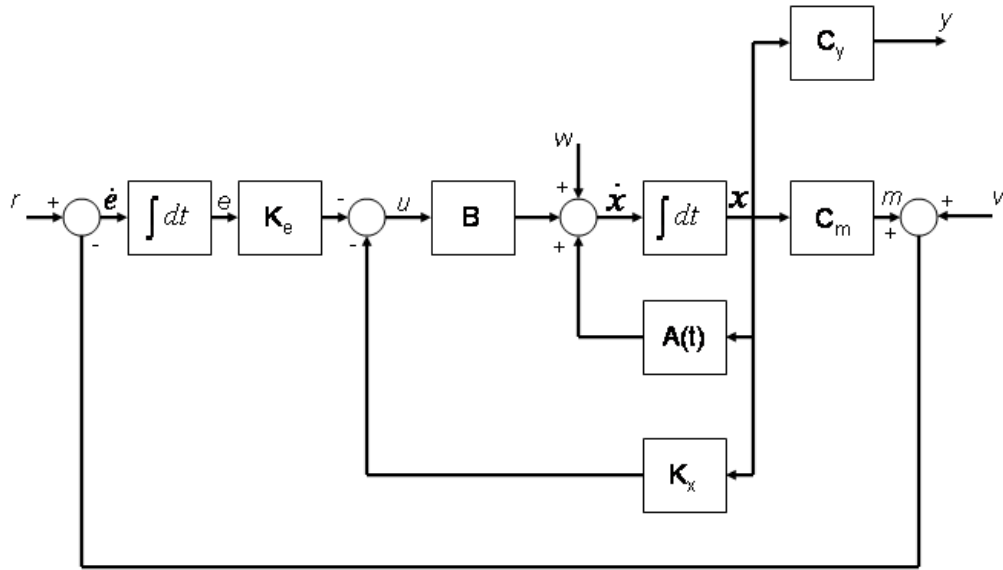 C_y
y
w
r
+
-
ė
∫ dt
e
K_e
-
-
u
B
+
+
ẋ
∫ dt
x
C_m
m
+
+
v
A(t)
K_x